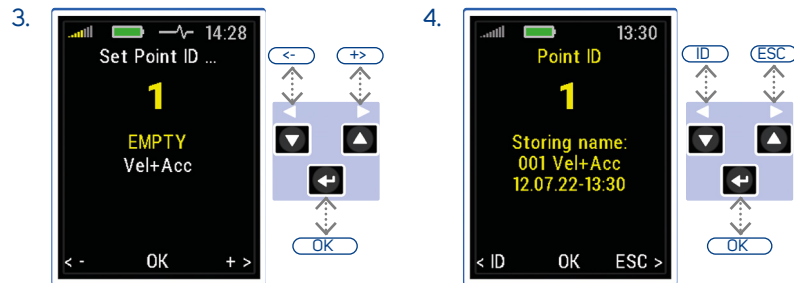 3.
14:28
Set Point ID ...
1
EMPTY
Vel+Acc
< -
OK
+ >
<-
+>
OK
4.
13:30
Point ID
1
Storing name:
001 Vel+Acc
12.07.22-13:30
< ID
OK
ESC >
ID
ESC
OK